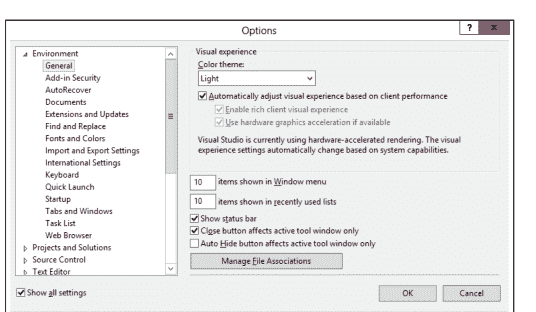 Options
? x
Environment
General
Add-in Security
AutoRecover
Documents
Extensions and Updates
Find and Replace
Fonts and Colors
Import and Export Settings
International Settings
Keyboard
Quick Launch
Startup
Tabs and Windows
Task List
Web Browser
Projects and Solutions
Source Control
Text Editor
Show all settings
Visual experience
Color theme:
Light
Automatically adjust visual experience based on client performance
Enable rich client visual experience
Use hardware graphics acceleration if available
Visual Studio is currently using hardware-accelerated rendering. The visual
experience settings automatically change based on system capabilities.
10 items shown in Window menu
10 items shown in recently used lists
Show status bar
Close button affects active tool window only
Auto Hide button affects active tool window only
Manage File Associations
OK Cancel